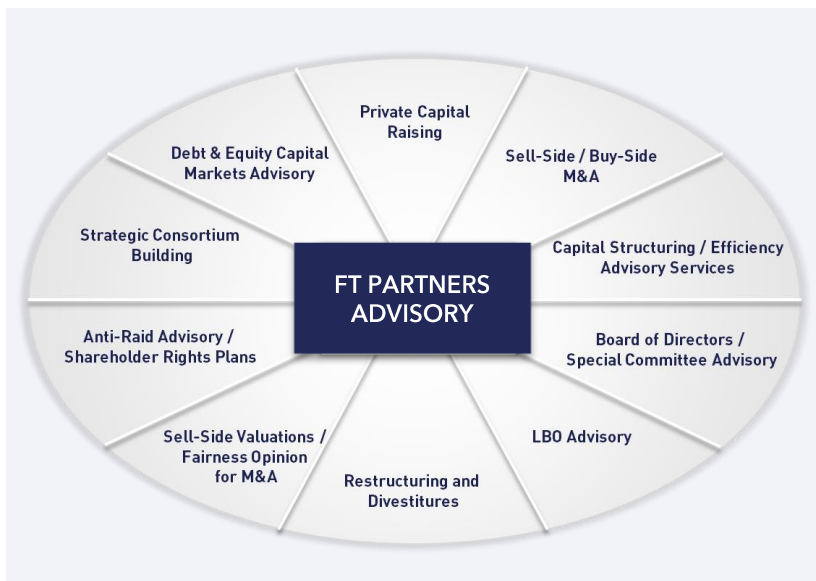 Private Capital
Raising
Sell-Side / Buy-Side
M&A
Capital Structuring / Efficiency
Advisory Services
Board of Directors /
Special Committee Advisory
LBO Advisory
Restructuring and
Divestitures
Sell-Side Valuations /
Fairness Opinion
for M&A
Anti-Raid Advisory /
Shareholder Rights Plans
Strategic Consortium
Building
Debt & Equity Capital
Markets Advisory
FT PARTNERS
ADVISORY